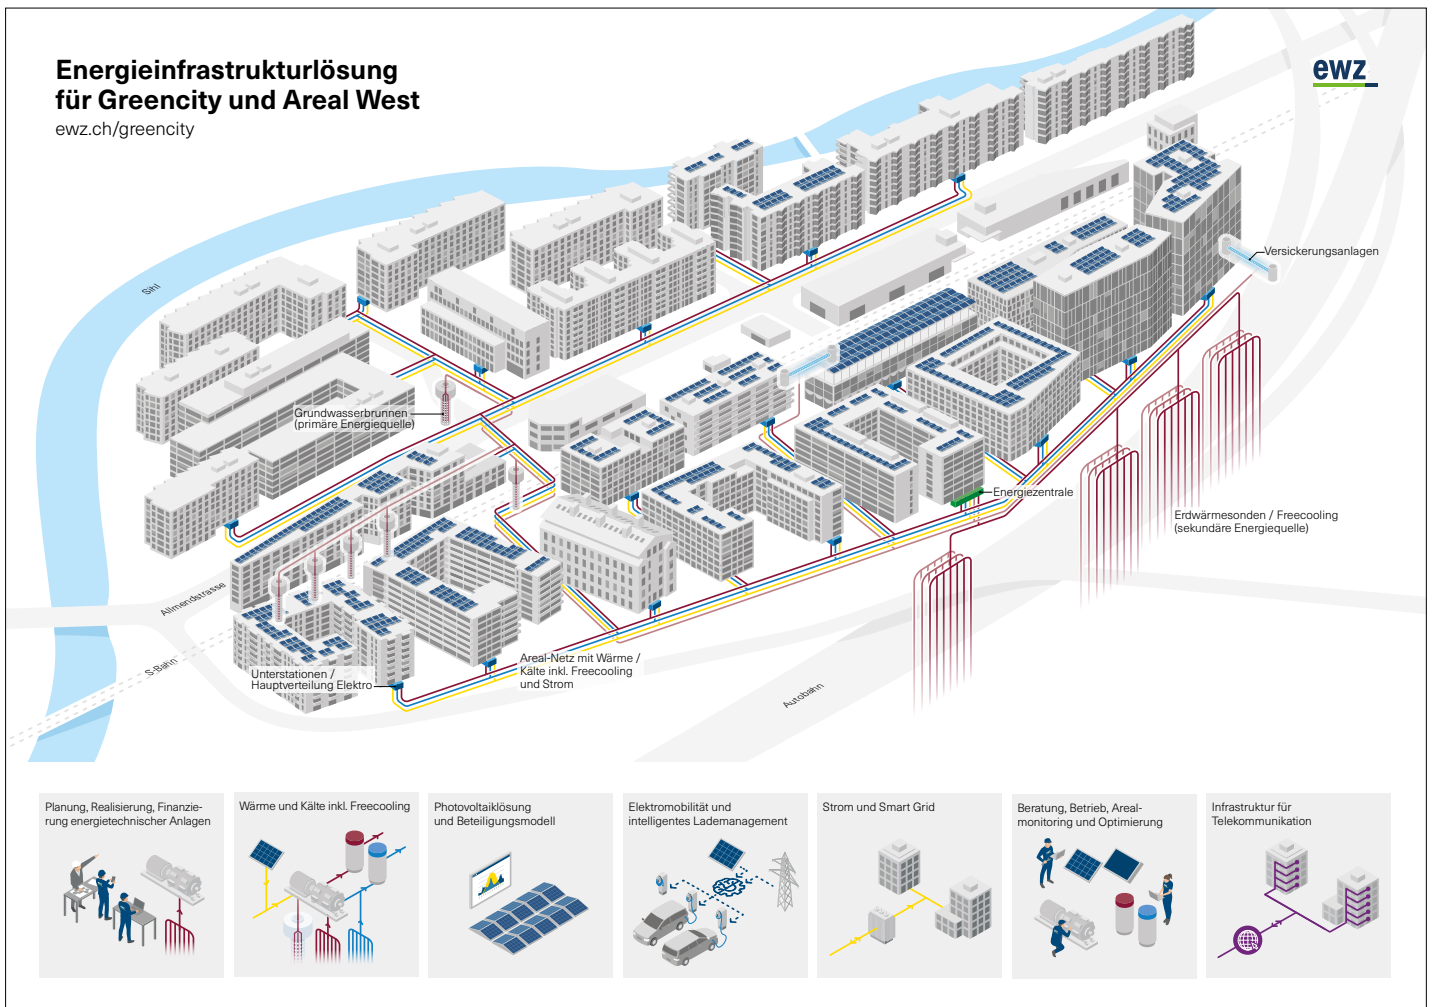 Energieinfrastrukturlösung
für Greencity und Areal West
ewz.ch/greencity
ewz
Sihl
Versickerungsanlagen
Grundwasserbrunnen
(primäre Energiequelle)
Energiezentrale
Erdwärmesonden / Freecooling
(sekundäre Energiequelle)
Allmendstrasse
S-Bahn
Unterstationen /
Hauptverteilung Elektro
Areal-Netz mit Wärme /
Kälte inkl. Freecooling
und Strom
Autobahn
Planung, Realisierung, Finanzie-
rung energietechnischer Anlagen
Wärme und Kälte inkl. Freecooling
Photovoltaiklösung
und Beteiligungsmodell
Elektromobilität und
intelligentes Lademanagement
Strom und Smart Grid
Beratung, Betrieb, Areal-
monitoring und Optimierung
Infrastruktur für
Telekommunikation